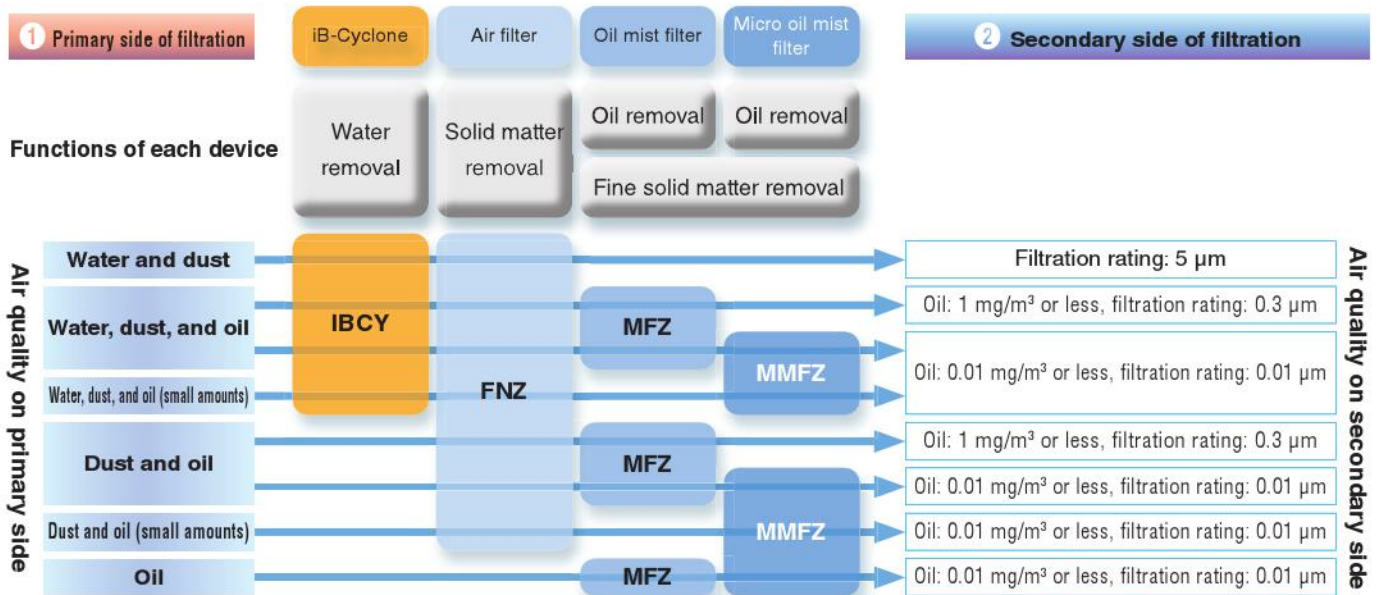 1 Primary side of filtration
iB-Cyclone
Air filter
Oil mist filter
Micro oil mist
filter
2 Secondary side of filtration
Functions of each device
Water
removal
Solid matter
removal
Oil removal
Oil removal
Fine solid matter removal
Air quality on primary side
Water and dust
Water, dust, and oil
Water, dust, and oil (small amounts)
Dust and oil
Dust and oil (small amounts)
Oil
IBCY
FNZ
MFZ
MMFZ
MFZ
MMFZ
MFZ
Filtration rating: 5 µm
Oil: 1 mg/m³ or less, filtration rating: 0.3 µm
Oil: 0.01 mg/m³ or less, filtration rating: 0.01 µm
Oil: 1 mg/m³ or less, filtration rating: 0.3 µm
Oil: 0.01 mg/m³ or less, filtration rating: 0.01 µm
Oil: 0.01 mg/m³ or less, filtration rating: 0.01 µm
Oil: 0.01 mg/m³ or less, filtration rating: 0.01 µm
Air quality on secondary side